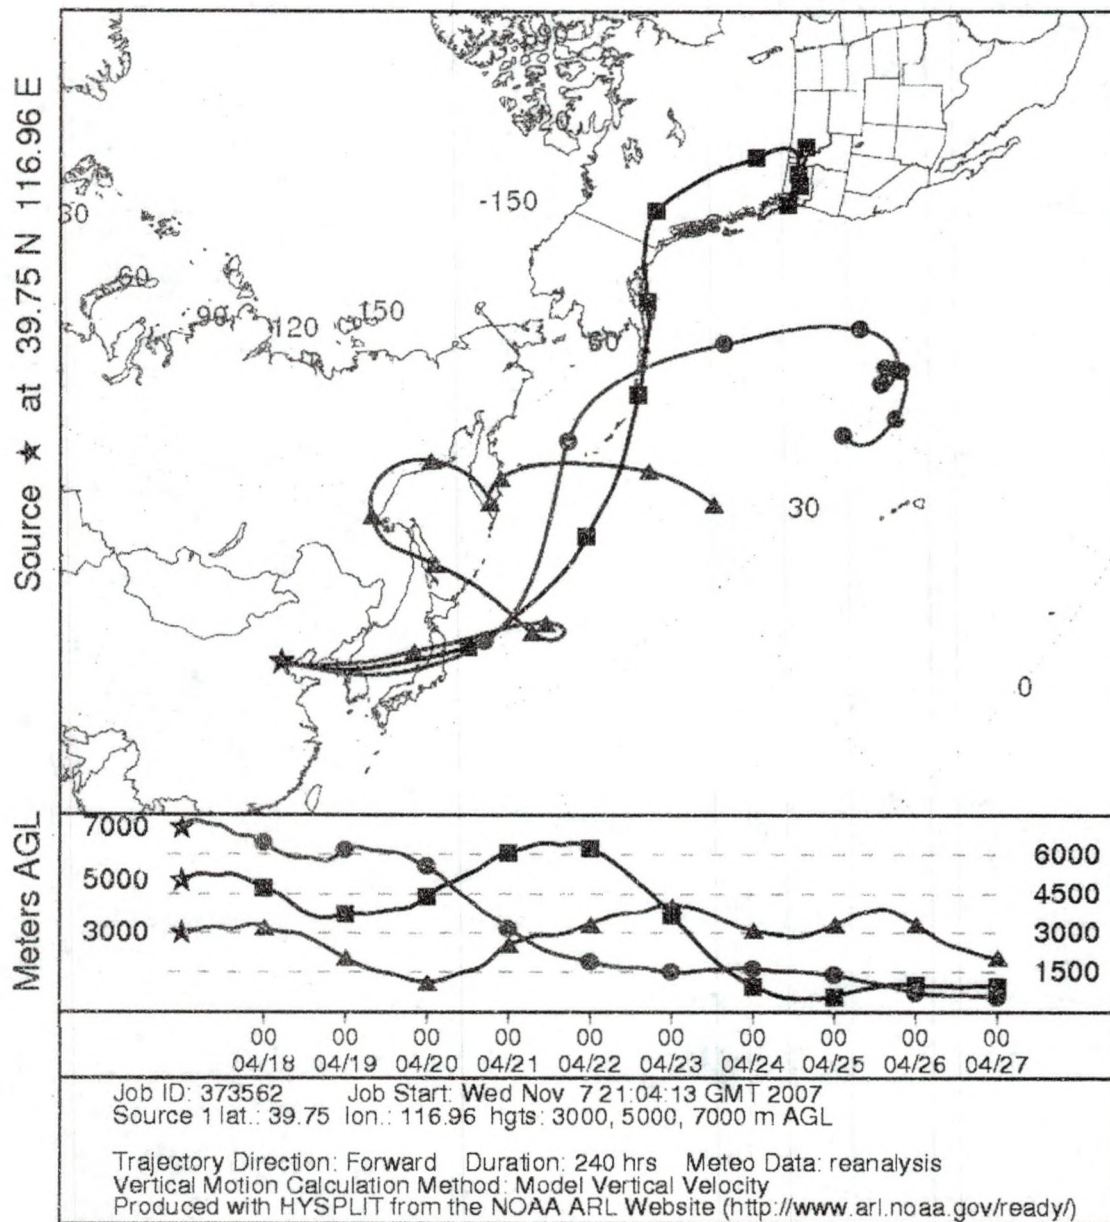 Source ★ at 39.75 N 116.96 E
-150
30
60
90
120
150
60
30
0
Meters AGL
7000
5000
3000
6000
4500
3000
1500
00 00 00 00 00 00 00 00 00 00
04/18 04/19 04/20 04/21 04/22 04/23 04/24 04/25 04/26 04/27
Job ID: 373562 Job Start: Wed Nov 7 21:04:13 GMT 2007
Source 1 lat.: 39.75 lon.: 116.96 hgts: 3000, 5000, 7000 m AGL
Trajectory Direction: Forward Duration: 240 hrs Meteo Data: reanalysis
Vertical Motion Calculation Method: Model Vertical Velocity
Produced with HYSPLIT from the NOAA ARL Website (http://www.arl.noaa.gov/ready/)